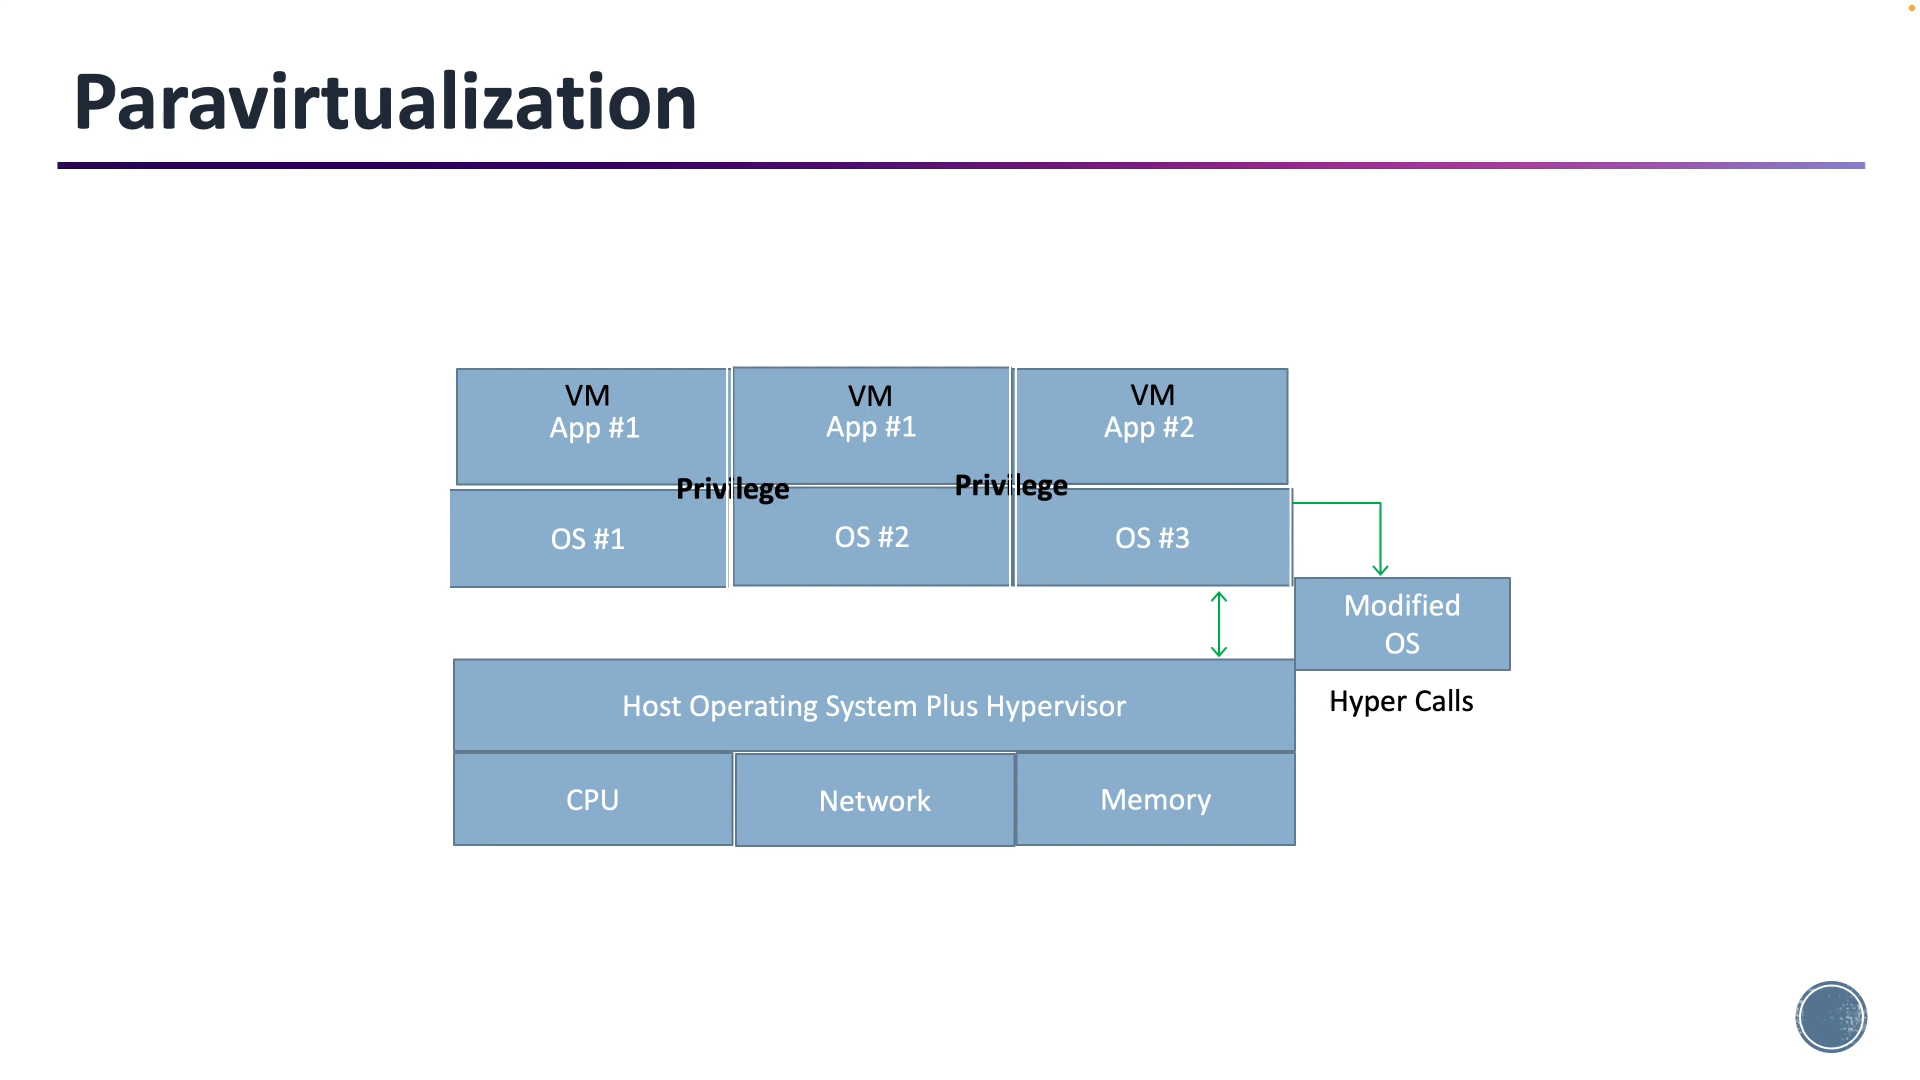 Paravirtualization
VM
App #1
VM
App #1
VM
App #2
Privilege
Privilege
OS #1
OS #2
OS #3
Modified
OS
Host Operating System Plus Hypervisor
Hyper Calls
CPU
Network
Memory